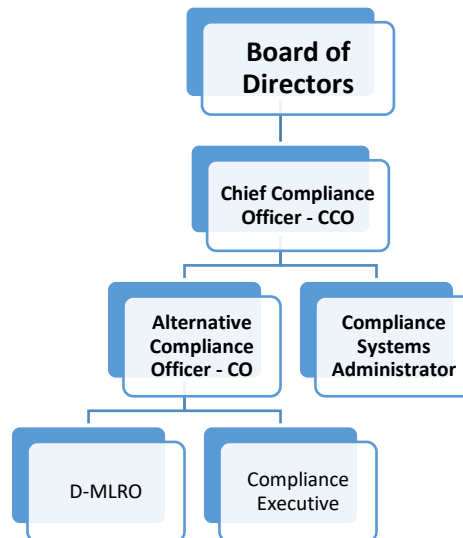 Board of
Directors
Chief Compliance
Officer - CCO
Alternative
Compliance
Officer - CO
Compliance
Systems
Administrator
D-MLRO
Compliance
Executive